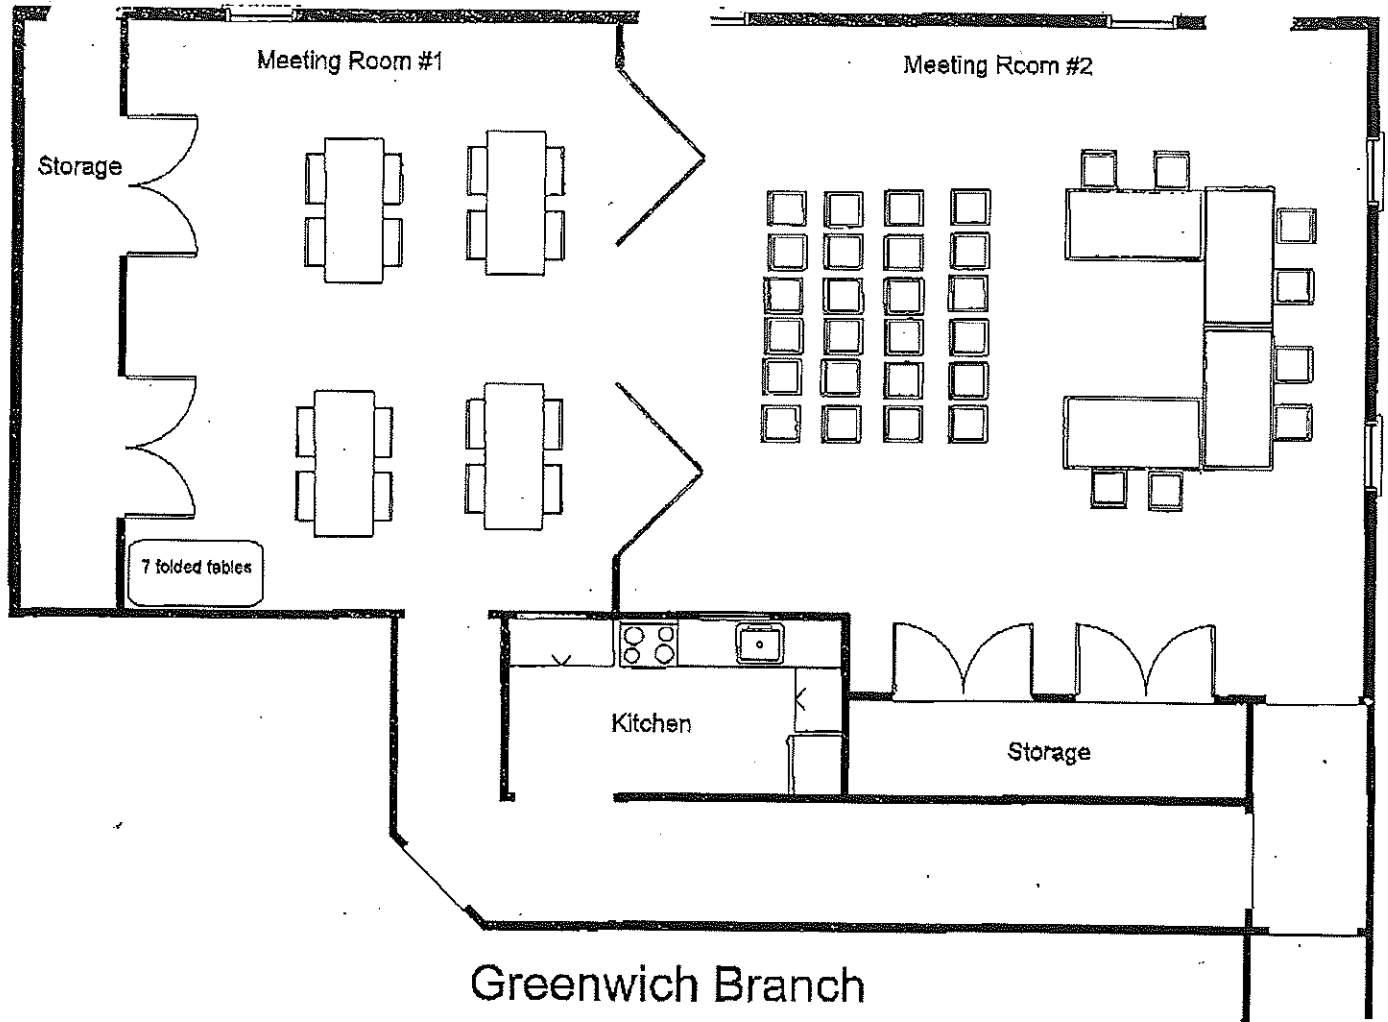 Meeting Room #1
Meeting Room #2
Storage
7 folded tables
Kitchen
Storage
Greenwich Branch